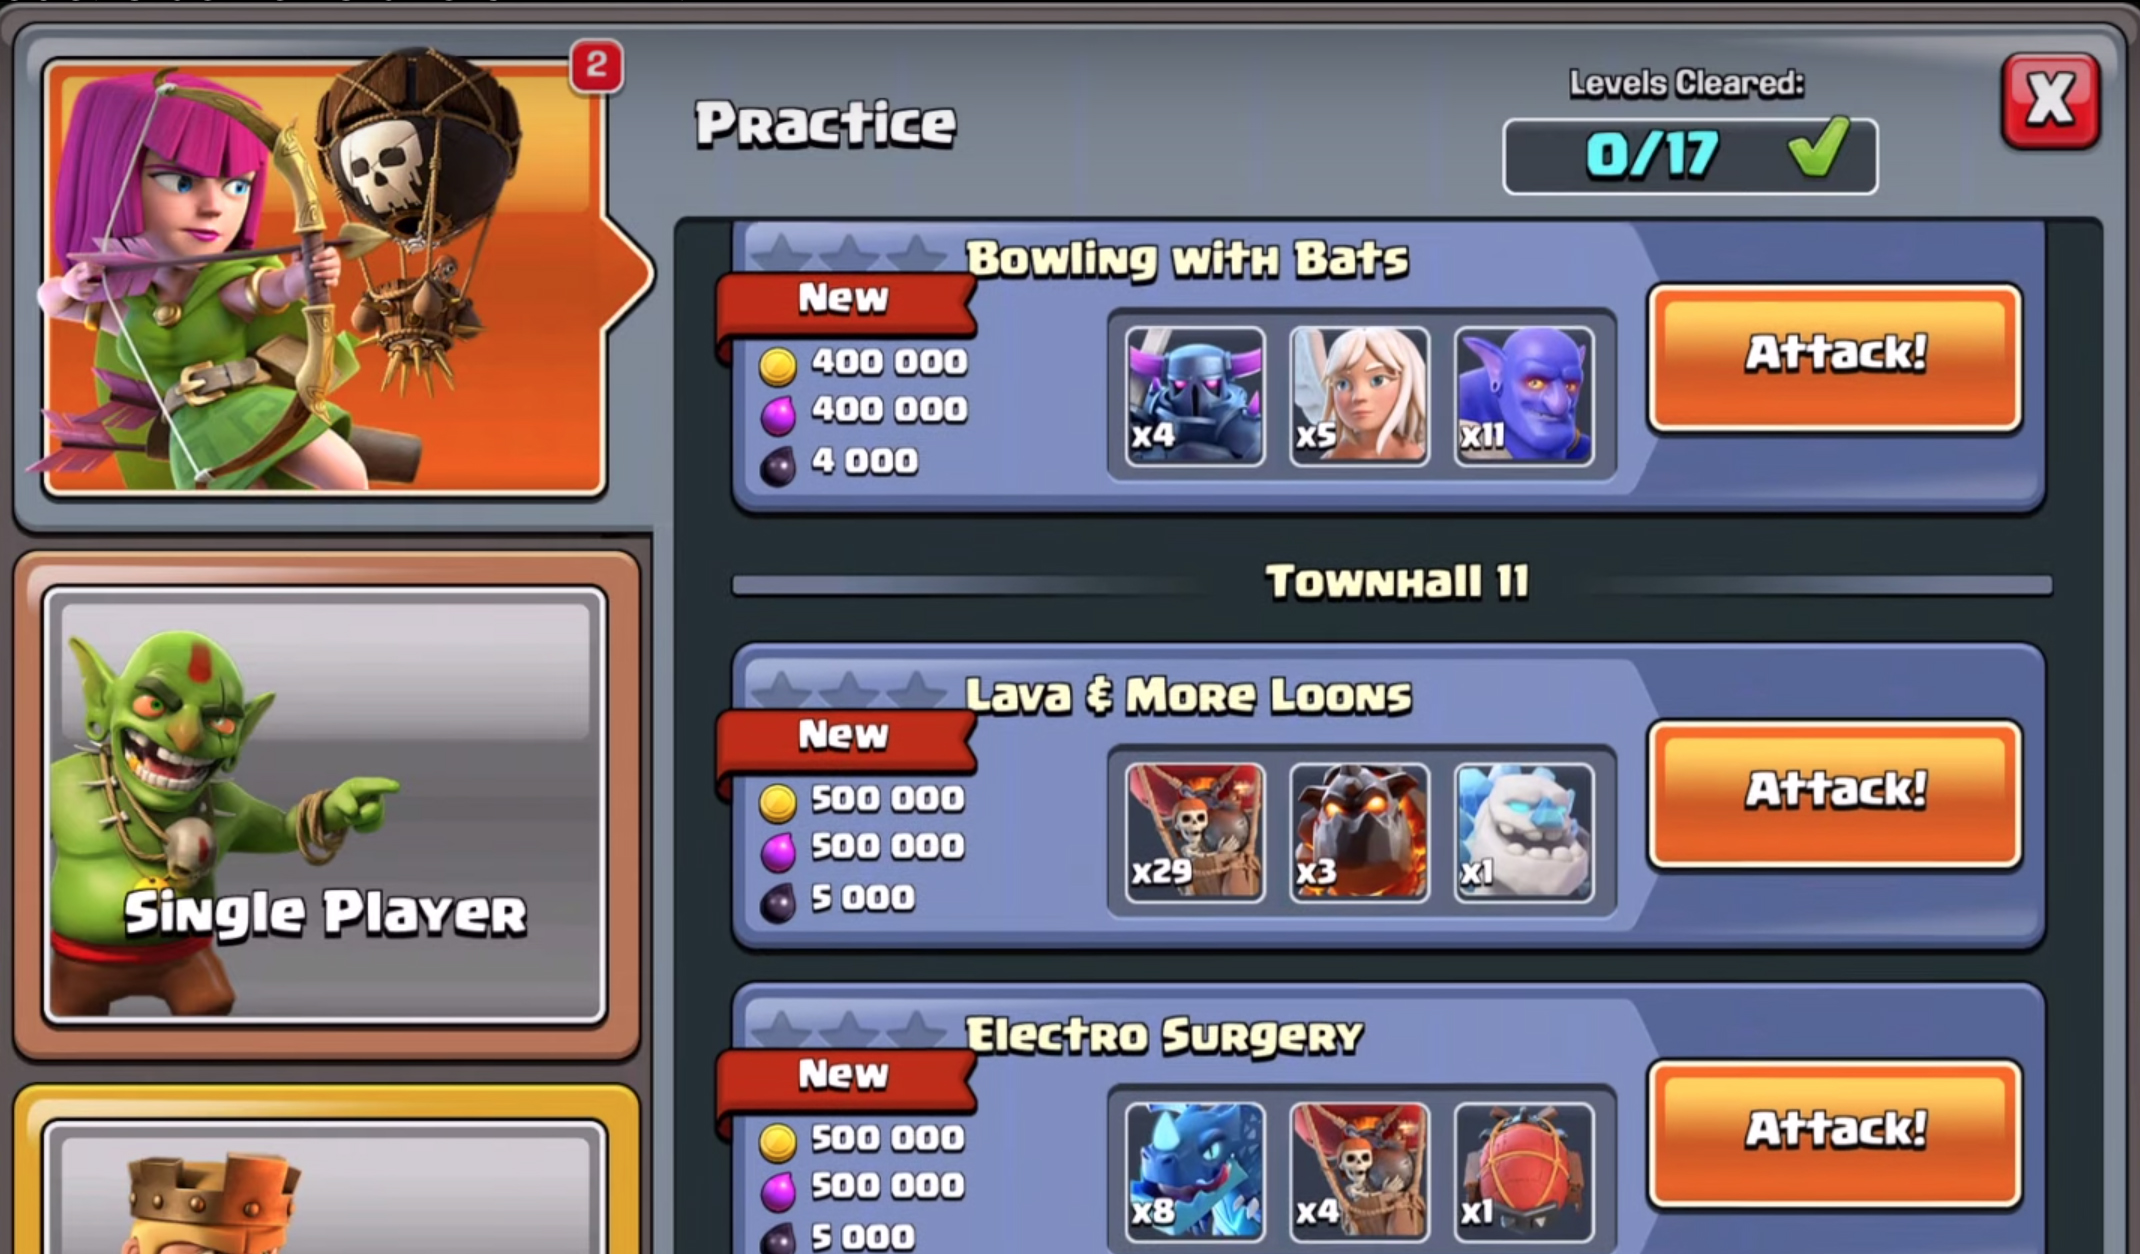 2
Practice
Levels Cleared:
0/17
X
Bowling with Bats
New
400 000
400 000
4 000
x4
x5
x11
Attack!
Townhall 11
Lava & More Loons
New
500 000
500 000
5 000
x29
x3
x1
Attack!
Single Player
Electro Surgery
New
500 000
500 000
5 000
x8
x4
x1
Attack!